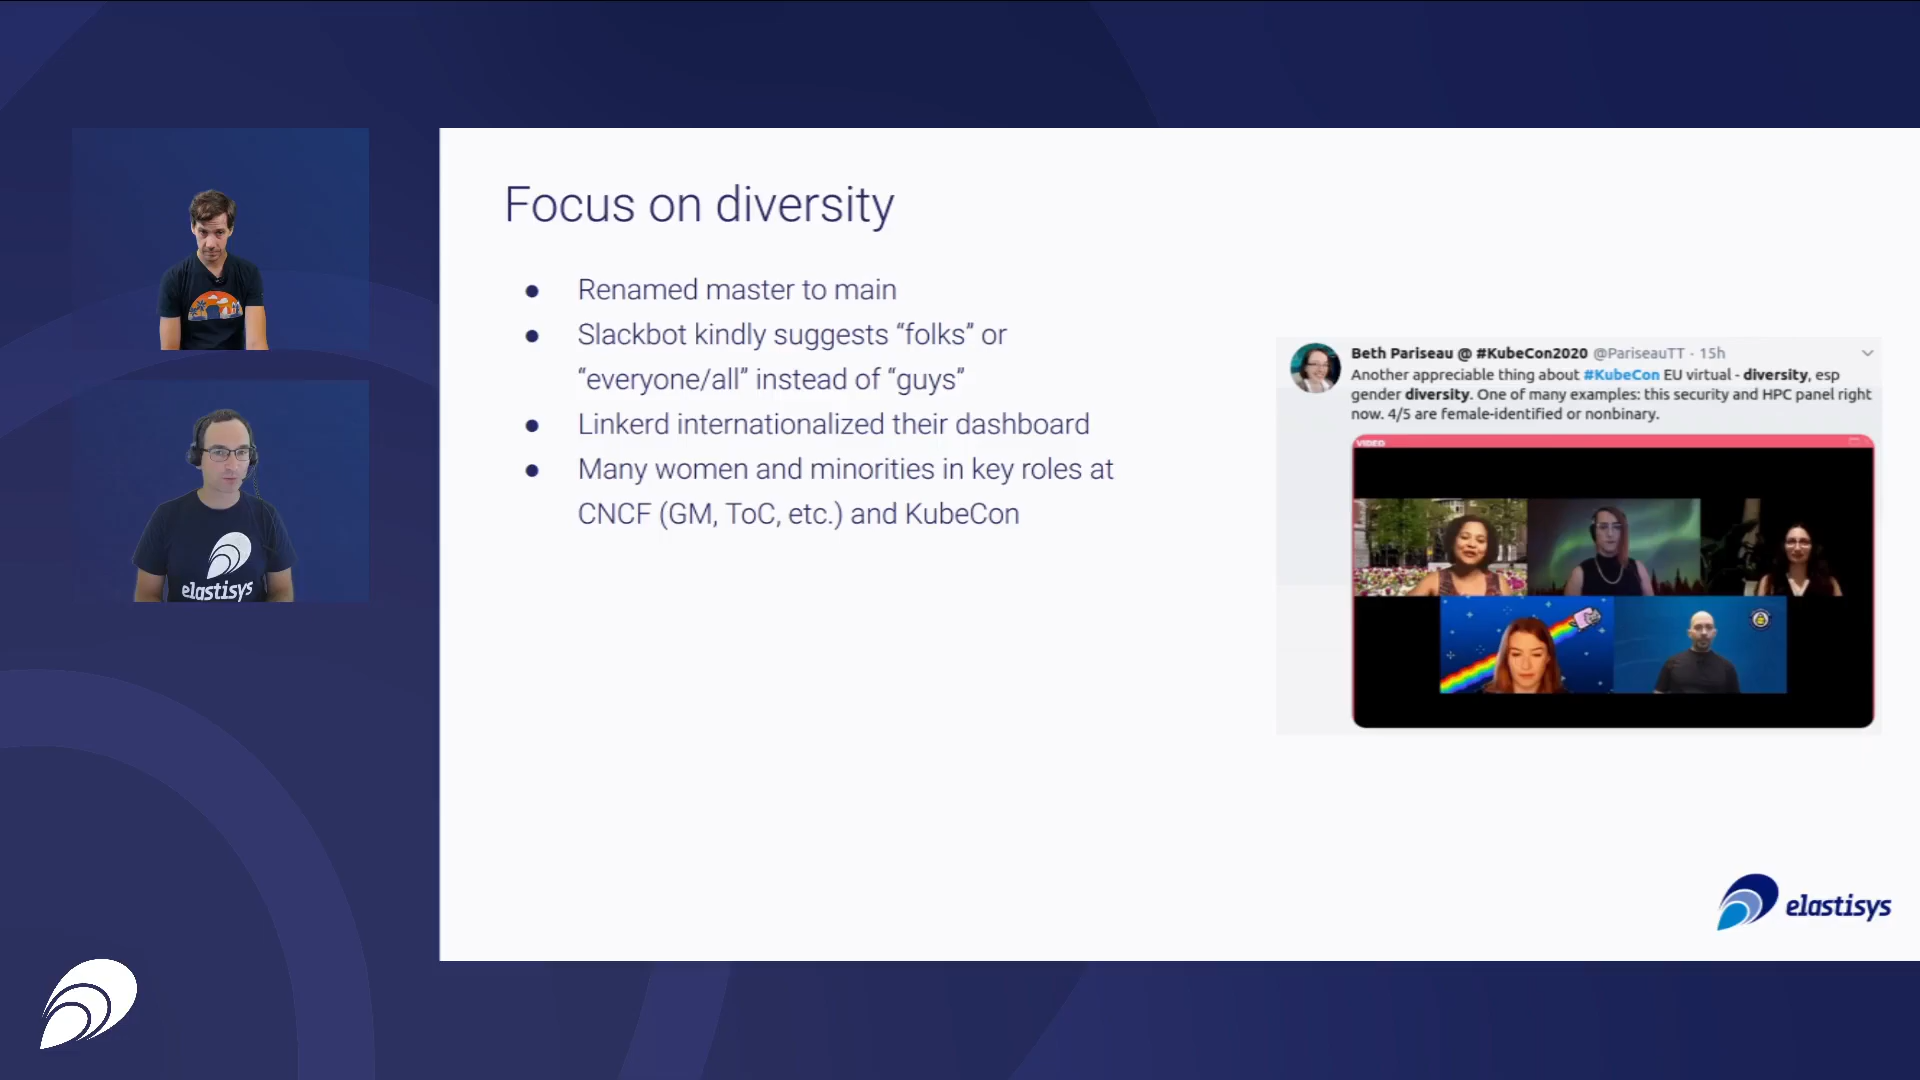 Focus on diversity
● Renamed master to main
● Slackbot kindly suggests “folks” or
“everyone/all” instead of “guys”
● Linkerd internationalized their dashboard
● Many women and minorities in key roles at
CNCF (GM, ToC, etc.) and KubeCon
Beth Pariseau @ #KubeCon2020 @PariseauTT · 15h
Another appreciable thing about #KubeCon EU virtual - diversity, esp
gender diversity. One of many examples: this security and HPC panel right
now. 4/5 are female-identified or nonbinary.
VIDEO
elastisys
elastisys